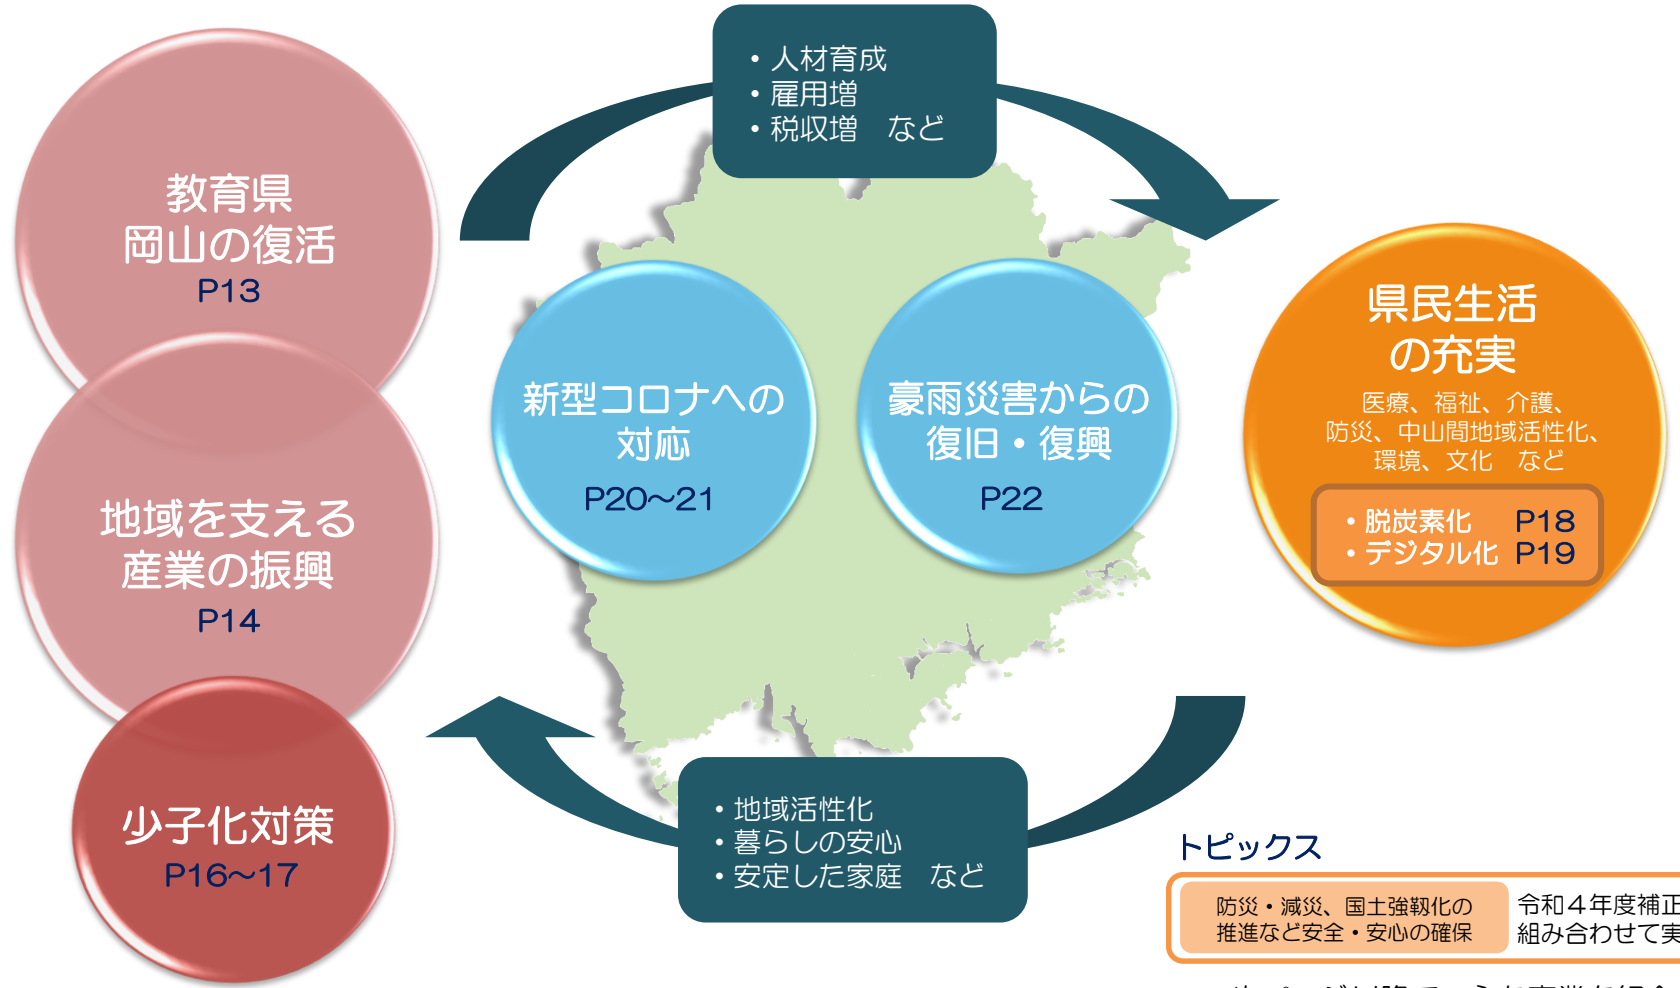 ・人材育成
・雇用増
・税収増　など
教育県
岡山の復活
P13
地域を支える
産業の振興
P14
少子化対策
P16～17
新型コロナへの
対応
P20～21
豪雨災害からの
復旧・復興
P22
県民生活
の充実
医療、福祉、介護、
防災、中山間地域活性化、
環境、文化　など
・脱炭素化　P18
・デジタル化　P19
・地域活性化
・暮らしの安心
・安定した家庭　など
トピックス
防災・減災、国土強靱化の
推進など安全・安心の確保
令和４年度補正
組み合わせて実